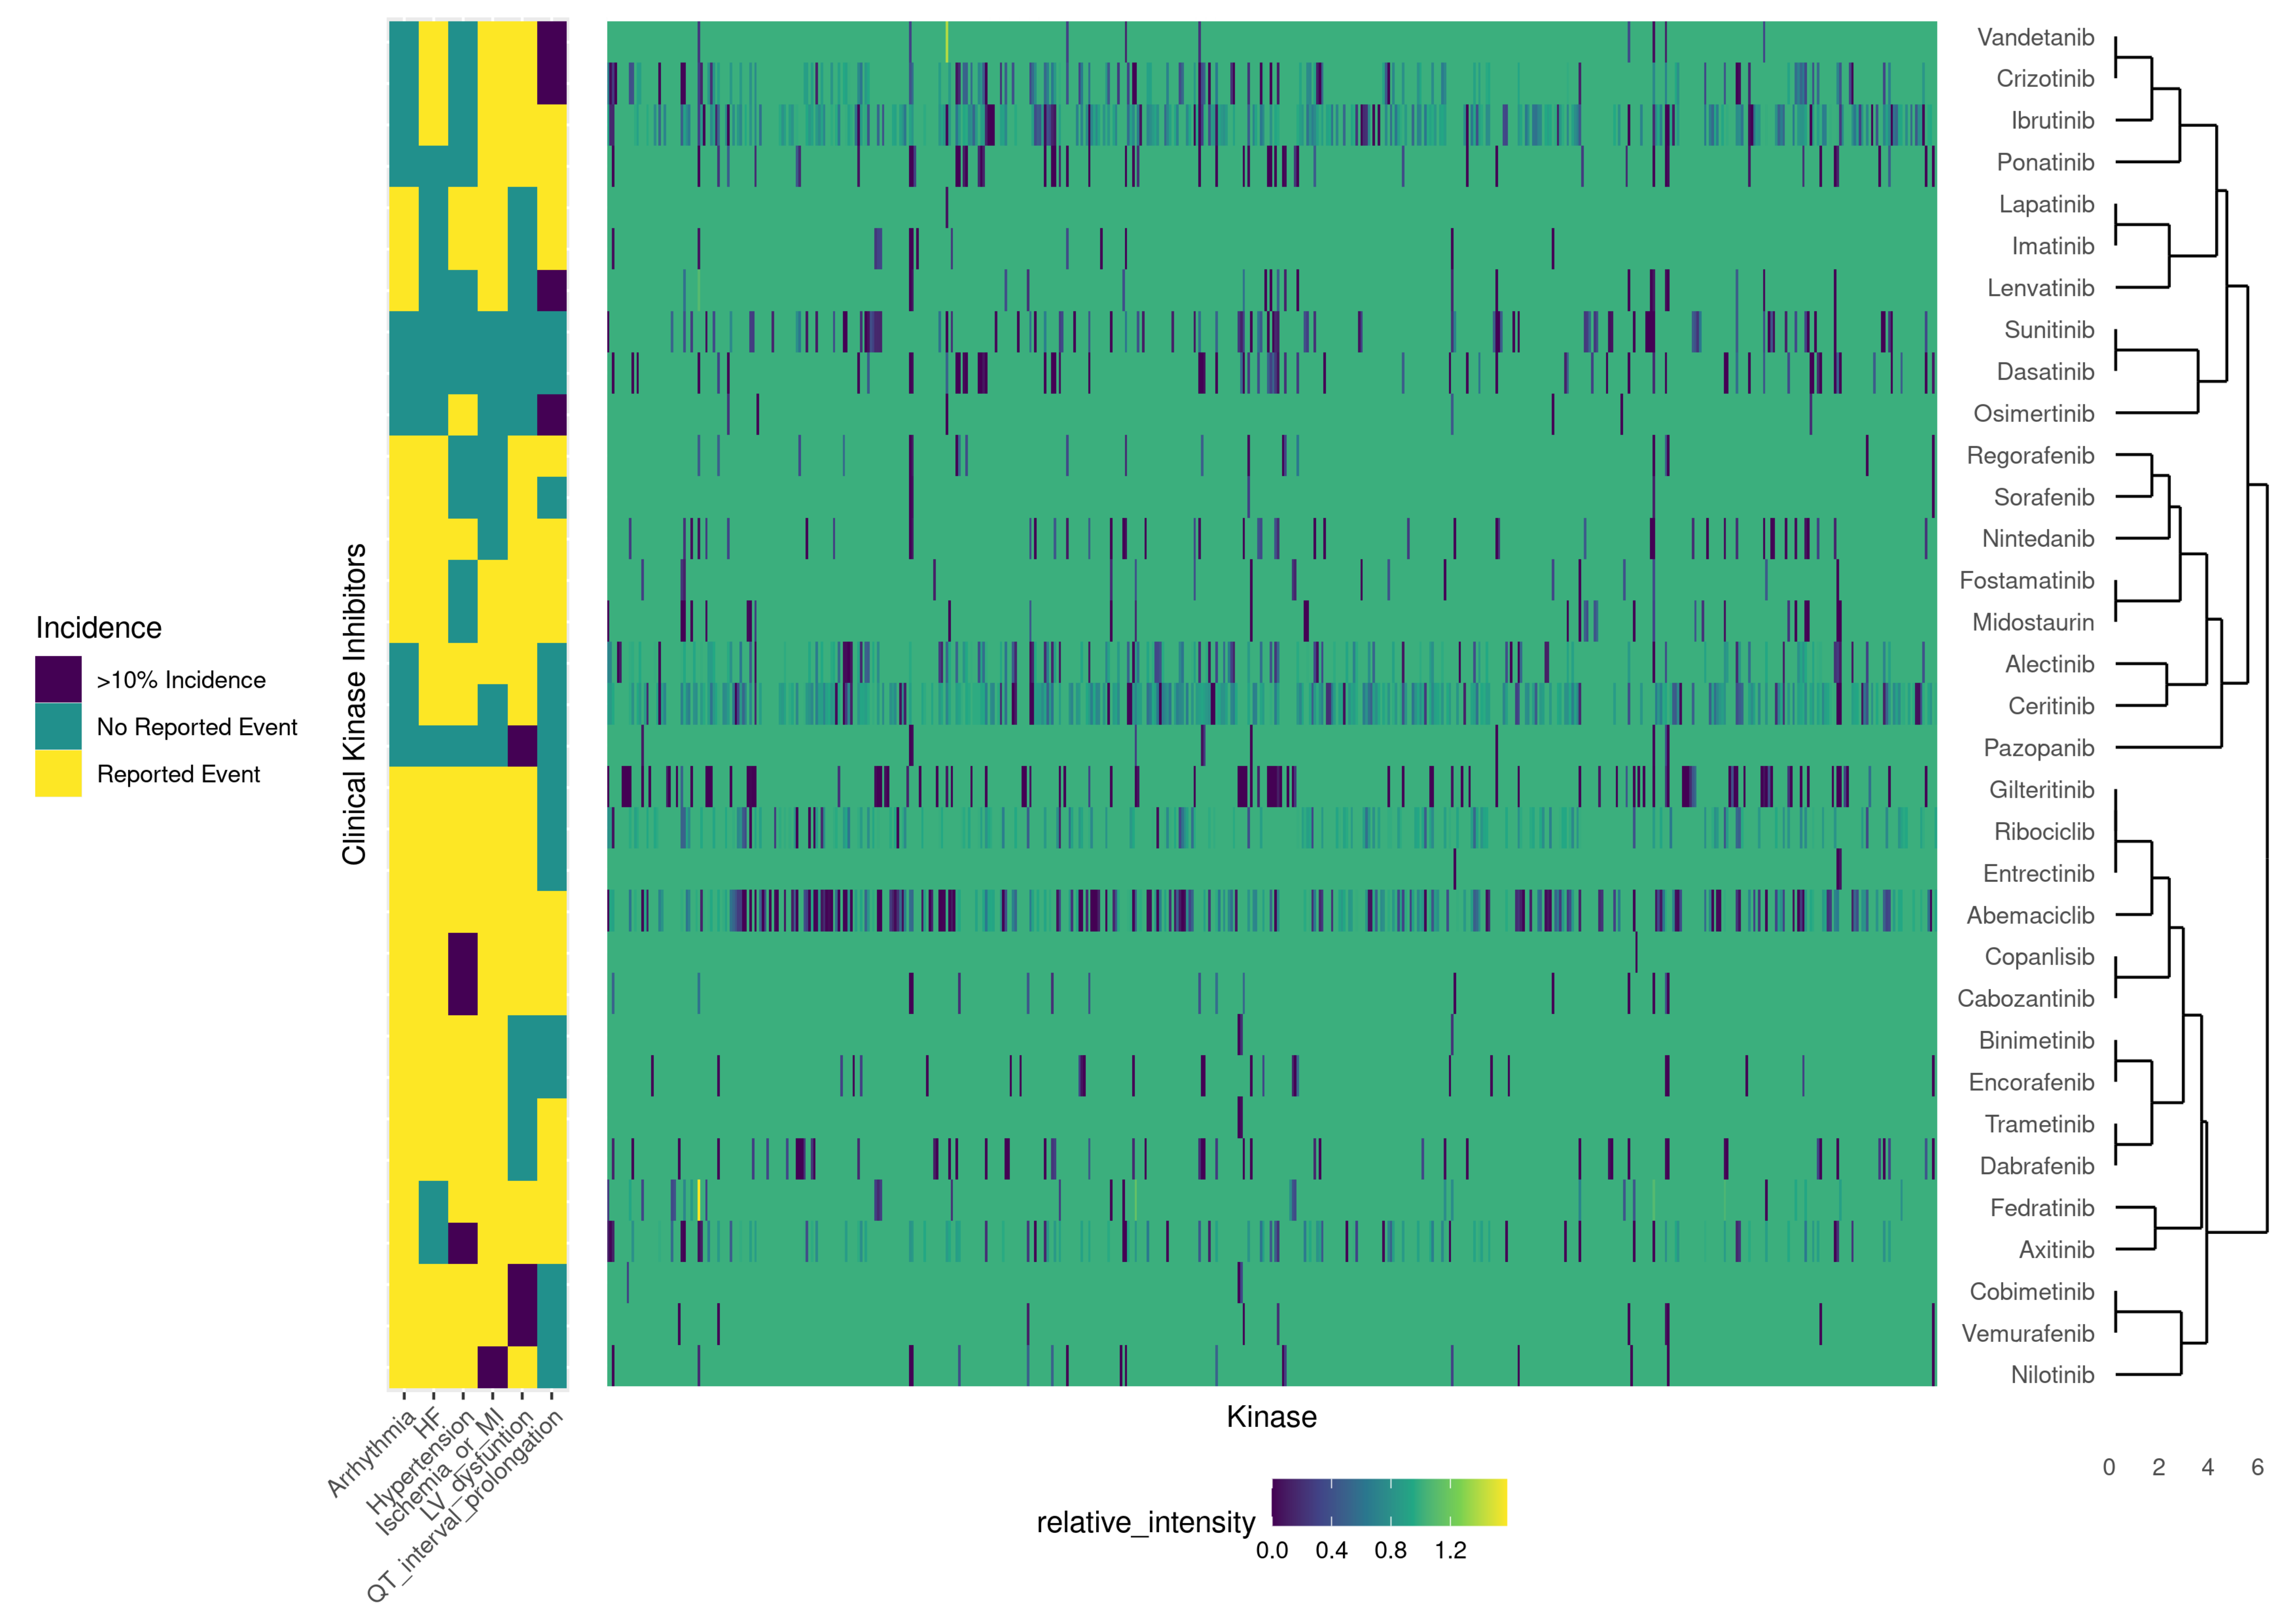 Incidence
>10% Incidence
No Reported Event
Reported Event
Clinical Kinase Inhibitors
Arrhythmia
HF
Hypertension
Ischemia_or_MI
LV_dysfuntion
QT_interval_prolongation
Kinase
relative_intensity
0.0 0.4 0.8 1.2
Vandetanib
Crizotinib
Ibrutinib
Ponatinib
Lapatinib
Imatinib
Lenvatinib
Sunitinib
Dasatinib
Osimertinib
Regorafenib
Sorafenib
Nintedanib
Fostamatinib
Midostaurin
Alectinib
Ceritinib
Pazopanib
Gilteritinib
Ribociclib
Entrectinib
Abemaciclib
Copanlisib
Cabozantinib
Binimetinib
Encorafenib
Trametinib
Dabrafenib
Fedratinib
Axitinib
Cobimetinib
Vemurafenib
Nilotinib
0 2 4 6